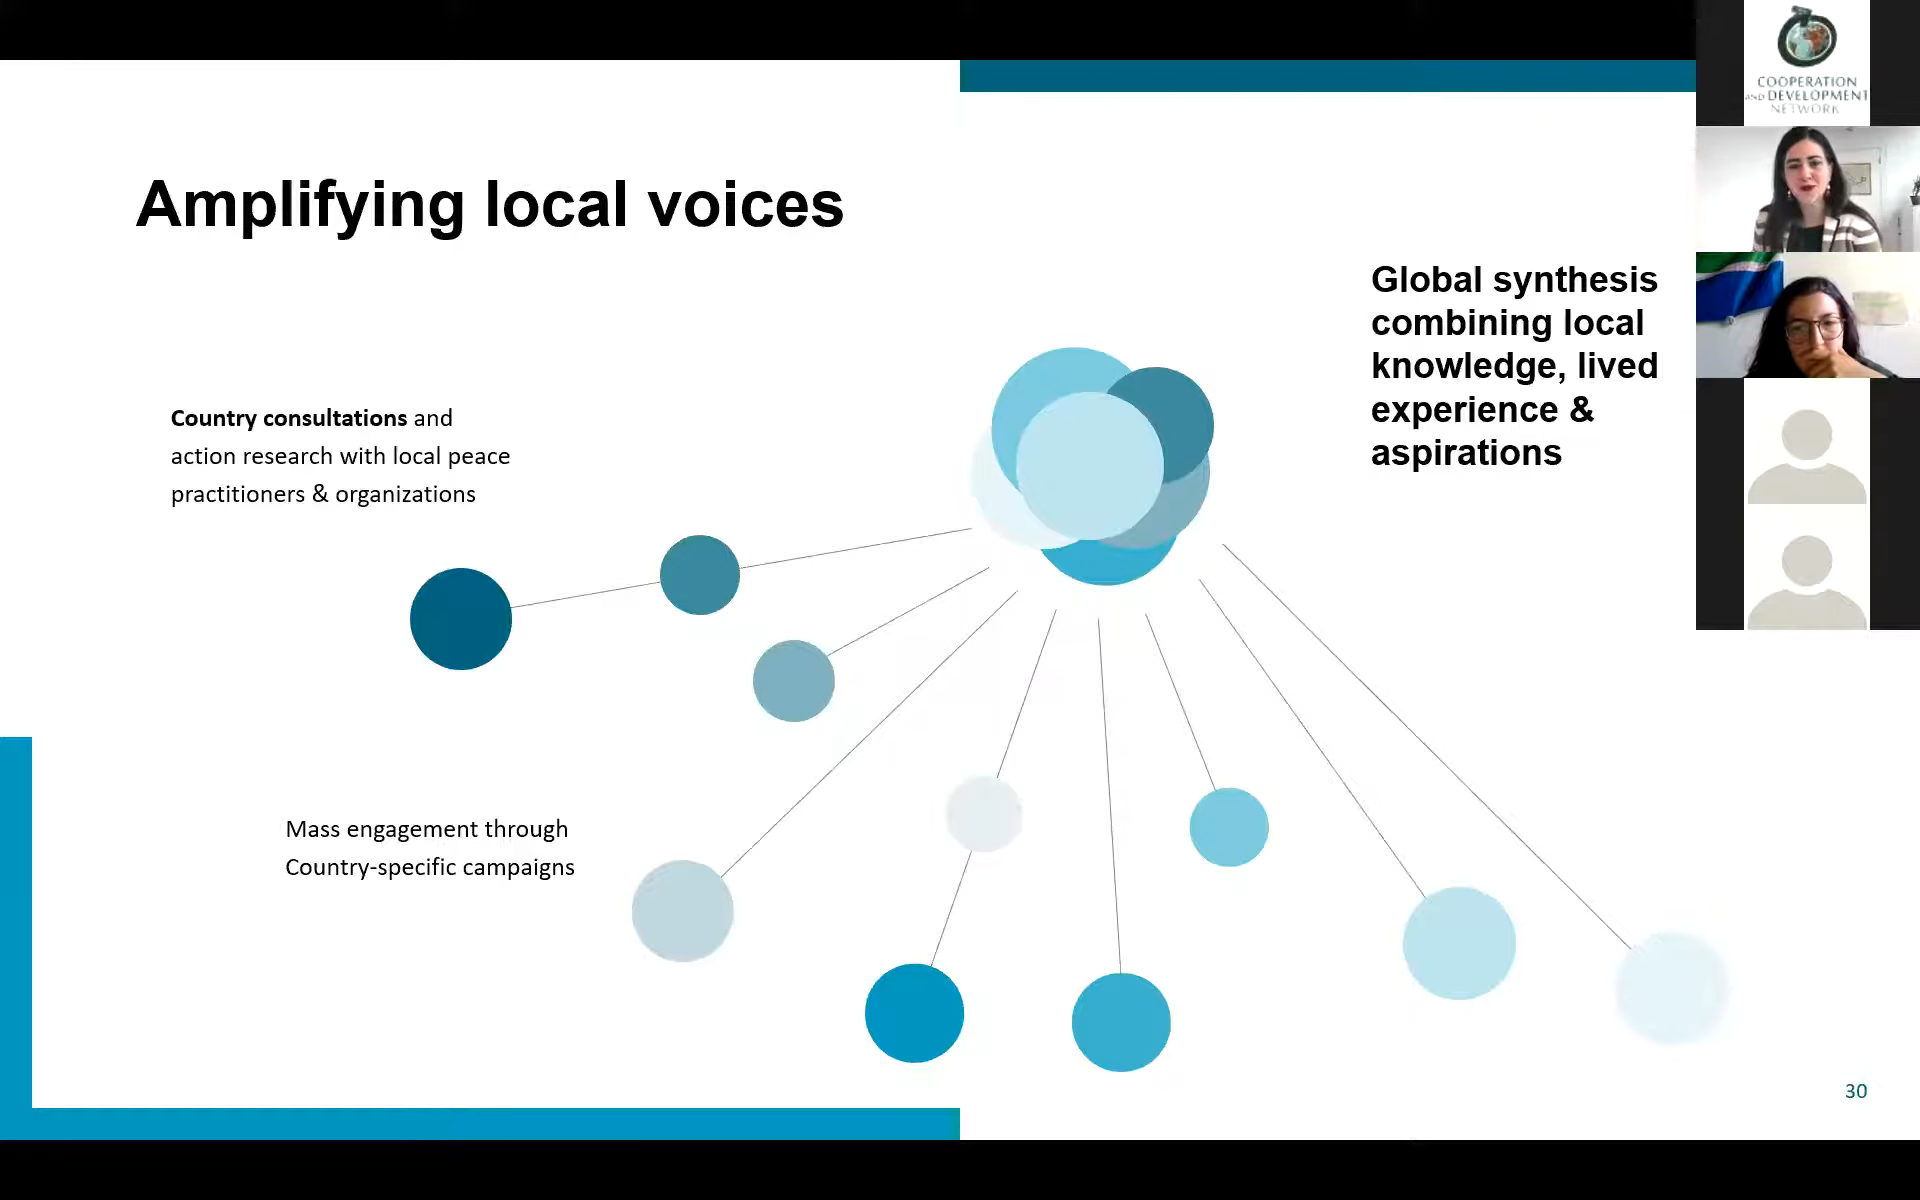 Amplifying local voices
Global synthesis
combining local
knowledge, lived
experience &
aspirations
Country consultations and
action research with local peace
practitioners & organizations
Mass engagement through
Country-specific campaigns
30
COOPERATION
AND DEVELOPMENT
NETWORK